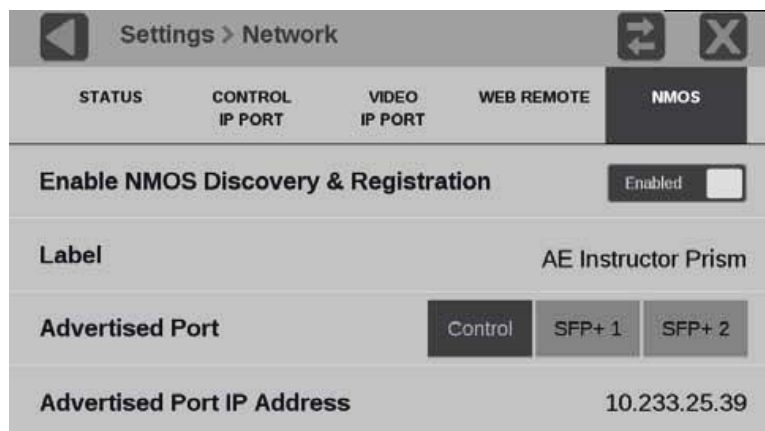 Settings > Network
STATUS
CONTROL
IP PORT
VIDEO
IP PORT
WEB REMOTE
NMOS
Enable NMOS Discovery & Registration
Enabled
Label
AE Instructor Prism
Advertised Port
Control
SFP+ 1
SFP+ 2
Advertised Port IP Address
10.233.25.39